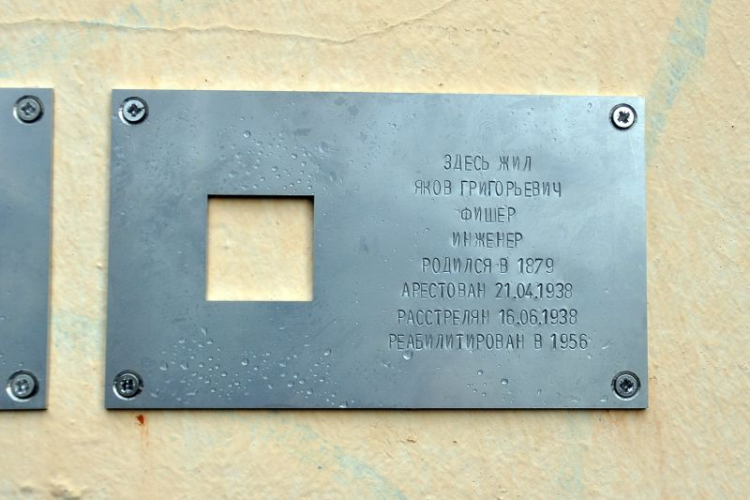 ЗДЕСЬ ЖИЛ
ЯКОВ ГРИГОРЬЕВИЧ
ФИШЕР
ИНЖЕНЕР
РОДИЛСЯ В 1879
АРЕСТОВАН 21.04.1938
РАССТРЕЛЯН 16.06.1938
РЕАБИЛИТИРОВАН В 1956